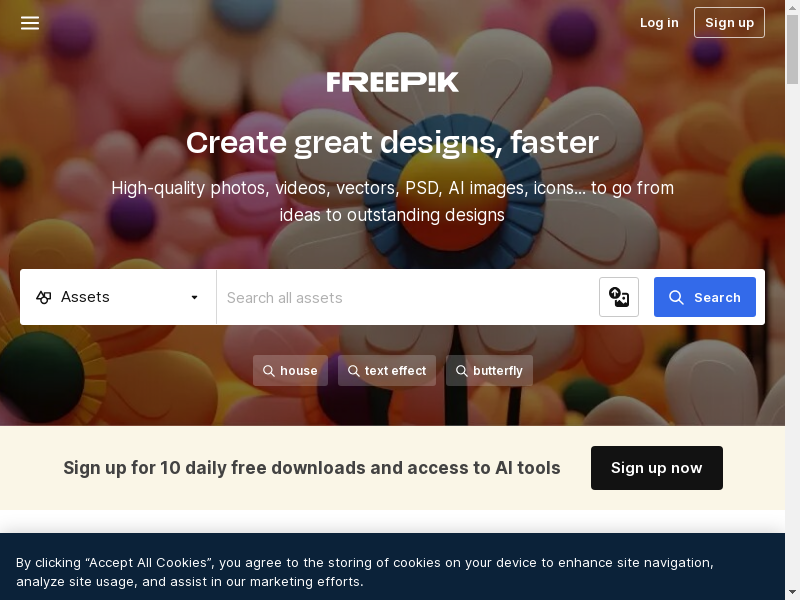 Log in
Sign up
FREEPIK
Create great designs, faster
High-quality photos, videos, vectors, PSD, AI images, icons... to go from
ideas to outstanding designs
Assets
Search all assets
Search
house
text effect
butterfly
Sign up for 10 daily free downloads and access to AI tools
Sign up now
By clicking “Accept All Cookies”, you agree to the storing of cookies on your device to enhance site navigation,
analyze site usage, and assist in our marketing efforts.